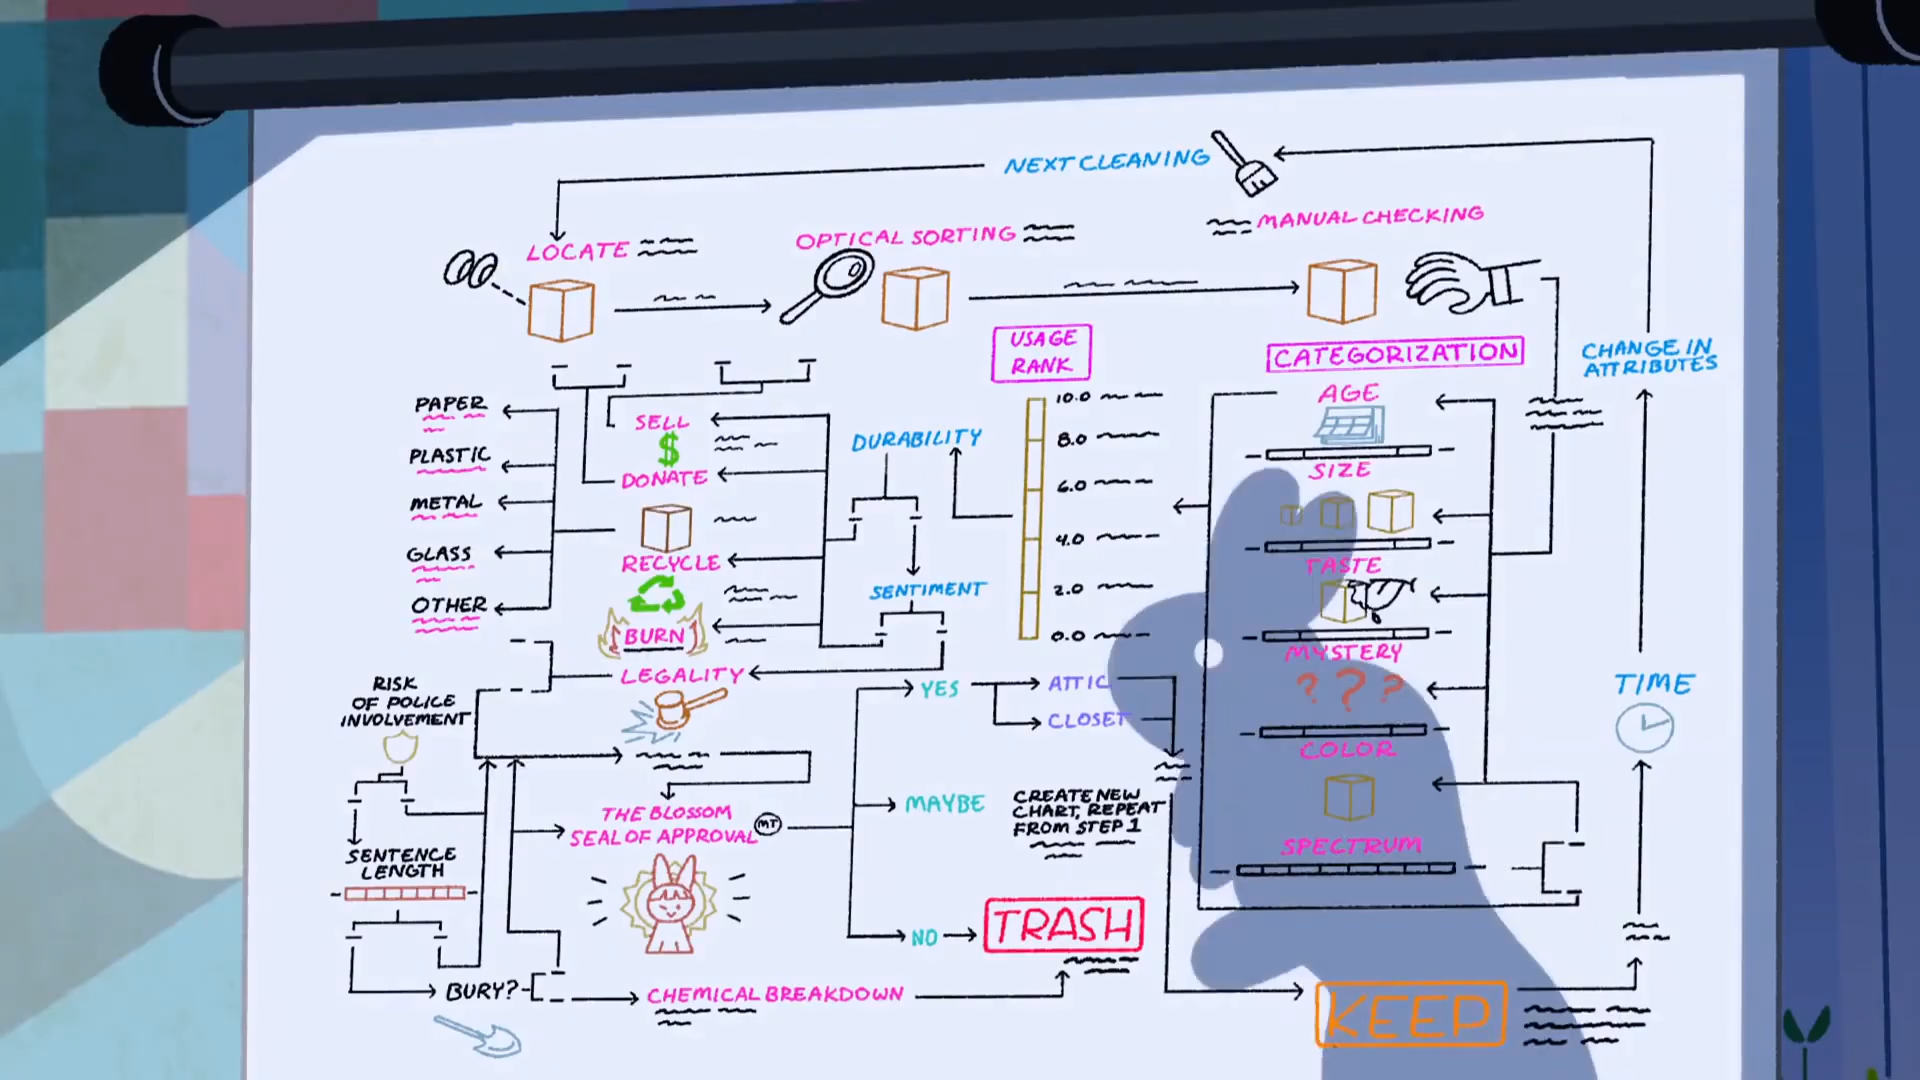 NEXT CLEANING
LOCATE
OPTICAL SORTING
MANUAL CHECKING
USAGE
RANK
CATEGORIZATION
CHANGE IN
ATTRIBUTES
PAPER
PLASTIC
METAL
GLASS
OTHER
SELL
$
DONATE
RECYCLE
BURN
LEGALITY
DURABILITY
SENTIMENT
10.0
8.0
6.0
4.0
2.0
0.0
AGE
SIZE
TASTE
MYSTERY
? ? ?
COLOR
SPECTRUM
TIME
RISK
OF POLICE
INVOLVEMENT
SENTENCE
LENGTH
BURY?
THE BLOSSOM
SEAL OF APPROVAL
MT
YES
ATTIC
CLOSET
MAYBE
CREATE NEW
CHART, REPEAT
FROM STEP 1
NO
TRASH
CHEMICAL BREAKDOWN
KEEP